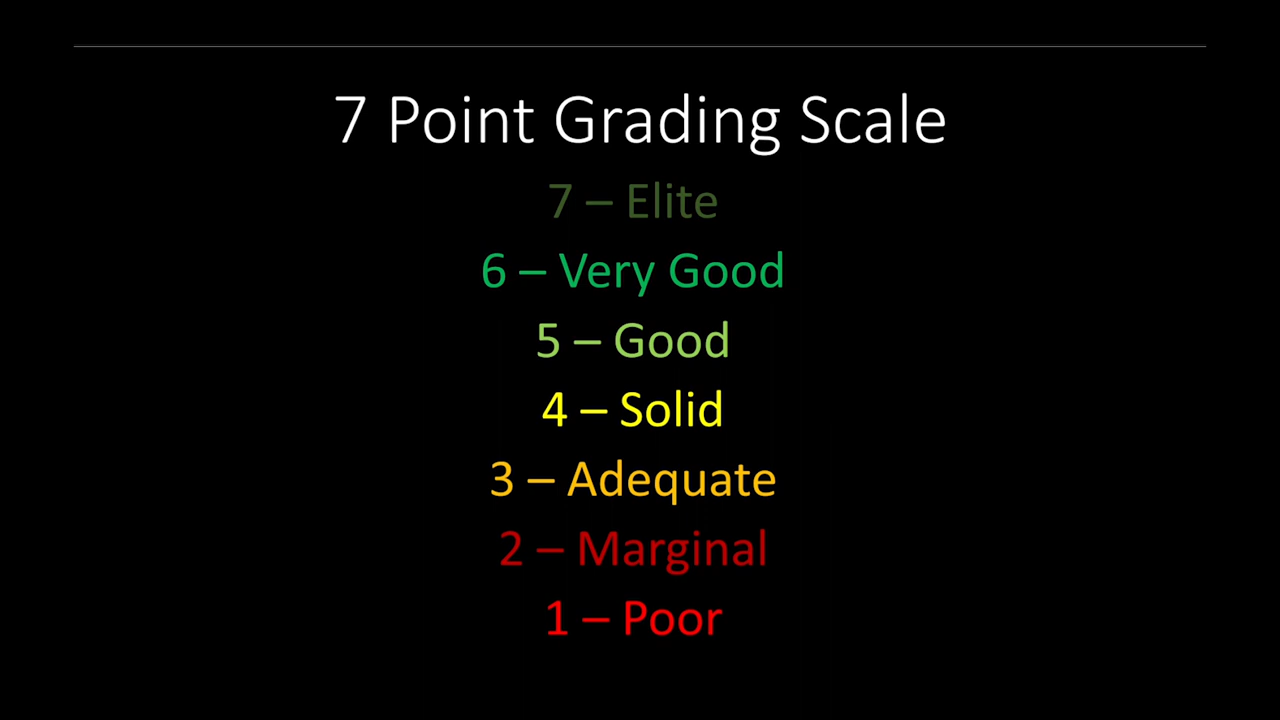 7 Point Grading Scale
7 – Elite
6 – Very Good
5 – Good
4 – Solid
3 – Adequate
2 – Marginal
1 – Poor